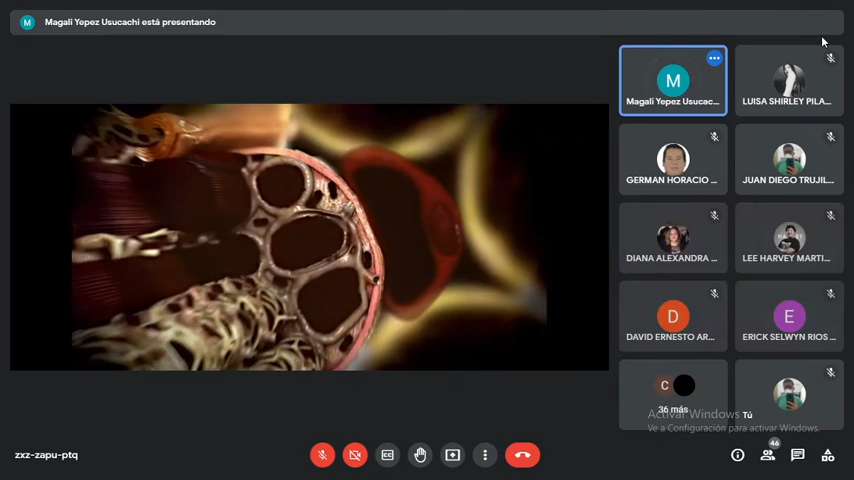 M
Magali Yepez Usucachi está presentando
M
Magali Yepez Usucac...
LUISA SHIRLEY PILA...
GERMAN HORACIO ...
JUAN DIEGO TRUJIL...
DIANA ALEXANDRA ...
LEE HARVEY MARTI...
D
DAVID ERNESTO AR...
E
ERICK SELWYN RIOS ...
C
36 más
Tú
Activar Windows
Ve a Configuración para activar Windows.
zxz-zapu-ptq
CC
46